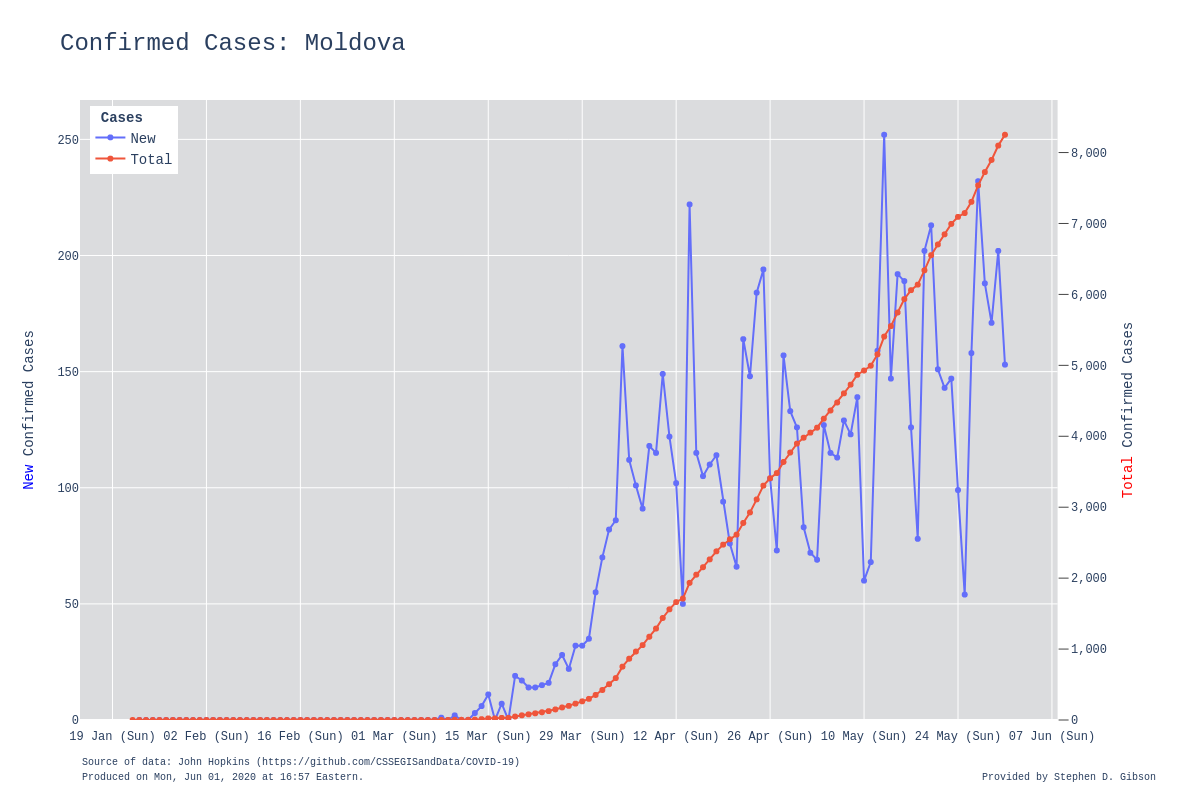 Confirmed Cases: Moldova
Cases
New
Total
250
200
150
100
50
0
8,000
7,000
6,000
5,000
4,000
3,000
2,000
1,000
0
New Confirmed Cases
Total Confirmed Cases
19 Jan (Sun) 02 Feb (Sun) 16 Feb (Sun) 01 Mar (Sun) 15 Mar (Sun) 29 Mar (Sun) 12 Apr (Sun) 26 Apr (Sun) 10 May (Sun) 24 May (Sun) 07 Jun (Sun)
Source of data: John Hopkins (https://github.com/CSSEGISandData/COVID-19)
Produced on Mon, Jun 01, 2020 at 16:57 Eastern.
Provided by Stephen D. Gibson